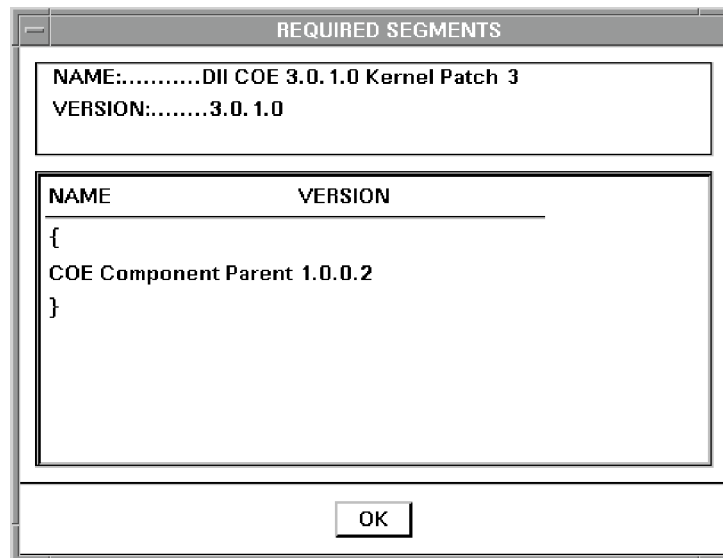 REQUIRED SEGMENTS
NAME:...........DII COE 3.0.1.0 Kernel Patch 3
VERSION:........3.0.1.0
NAME VERSION
{
COE Component Parent 1.0.0.2
}
OK